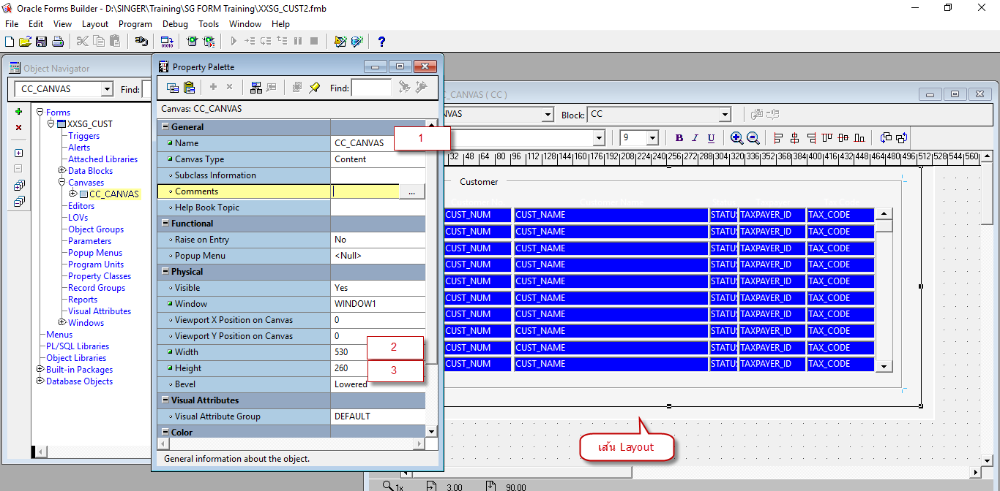 Oracle Forms Builder - D:\SINGER\Training\SG FORM Training\XXSG_CUST2.fmb
File Edit View Layout Program Debug Tools Window Help
Object Navigator
CC_CANVAS Find:
Forms
XXSG_CUST
Triggers
Alerts
Attached Libraries
Data Blocks
Canvases
CC_CANVAS
Editors
LOVs
Object Groups
Parameters
Popup Menus
Program Units
Property Classes
Record Groups
Reports
Visual Attributes
Windows
Menus
PL/SQL Libraries
Object Libraries
Built-in Packages
Database Objects
Property Palette
Find:
Canvas: CC_CANVAS
General
Name CC_CANVAS 1
Canvas Type Content
Subclass Information
Comments ...
Help Book Topic
Functional
Raise on Entry No
Popup Menu <Null>
Physical
Visible Yes
Window WINDOW1
Viewport X Position on Canvas 0
Viewport Y Position on Canvas 0
Width 530 2
Height 260 3
Bevel Lowered
Visual Attributes
Visual Attribute Group DEFAULT
Color
General information about the object.
_CANVAS ( CC )
VAS Block: CC
9 B I U
32 48 64 80 96 112 128 144 160 176 192 208 224 240 256 272 288 304 320 336 352 368 384 400 416 432 448 464 480 496 512 528 544 560
Customer
Customer No Customer Name Status Taxpayer Tax Code
CUST_NUM CUST_NAME STATUS TAXPAYER_ID TAX_CODE
CUST_NUM CUST_NAME STATUS TAXPAYER_ID TAX_CODE
CUST_NUM CUST_NAME STATUS TAXPAYER_ID TAX_CODE
CUST_NUM CUST_NAME STATUS TAXPAYER_ID TAX_CODE
CUST_NUM CUST_NAME STATUS TAXPAYER_ID TAX_CODE
CUST_NUM CUST_NAME STATUS TAXPAYER_ID TAX_CODE
CUST_NUM CUST_NAME STATUS TAXPAYER_ID TAX_CODE
CUST_NUM CUST_NAME STATUS TAXPAYER_ID TAX_CODE
CUST_NUM CUST_NAME STATUS TAXPAYER_ID TAX_CODE
CUST_NUM CUST_NAME STATUS TAXPAYER_ID TAX_CODE
เส้น Layout
1x 3.00 90.00